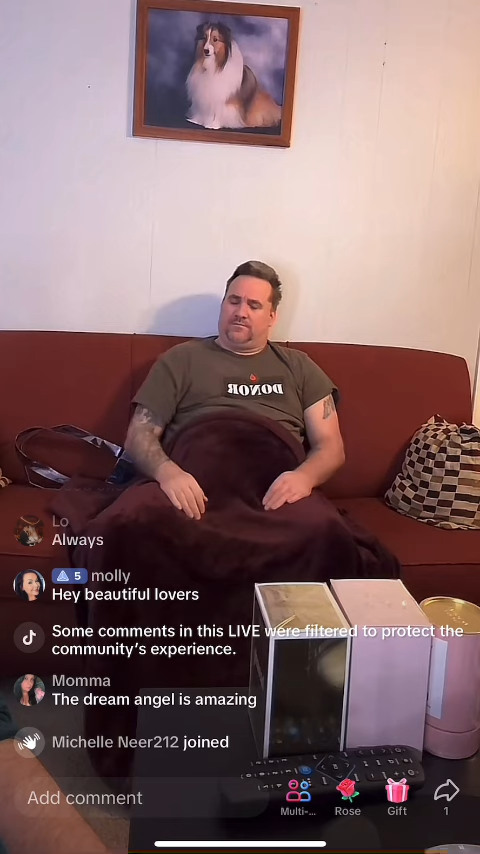 DONOR
Lo
Always
5 molly
Hey beautiful lovers
Some comments in this LIVE were filtered to protect the
community's experience.
Momma
The dream angel is amazing
Michelle Neer212 joined
Add comment
Multi-...
Rose
Gift
1